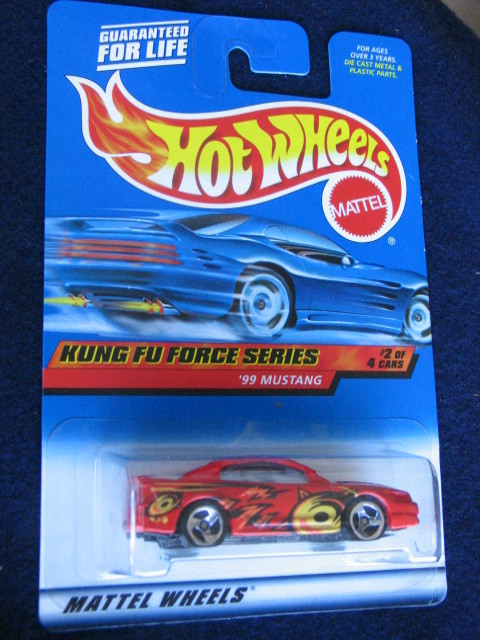 GUARANTEED
FOR LIFE
FOR AGES
OVER 3 YEARS.
DIE CAST METAL &
PLASTIC PARTS.
HOT WHEELS
MATTEL
®
KUNG FU FORCE SERIES
#2 OF
4 CARS
'99 MUSTANG
MATTEL WHEELS®